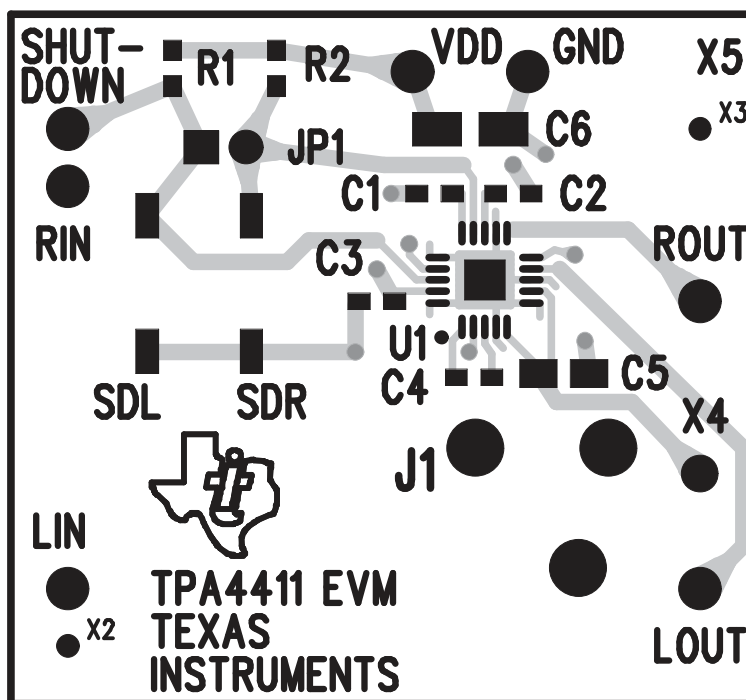 SHUT-
DOWN
R1
R2
VDD
GND
X5
X3
C6
JP1
C1
C2
RIN
ROUT
C3
U1
C4
C5
SDL
SDR
X4
J1
LIN
TPA4411 EVM
X2
TEXAS
LOUT
INSTRUMENTS